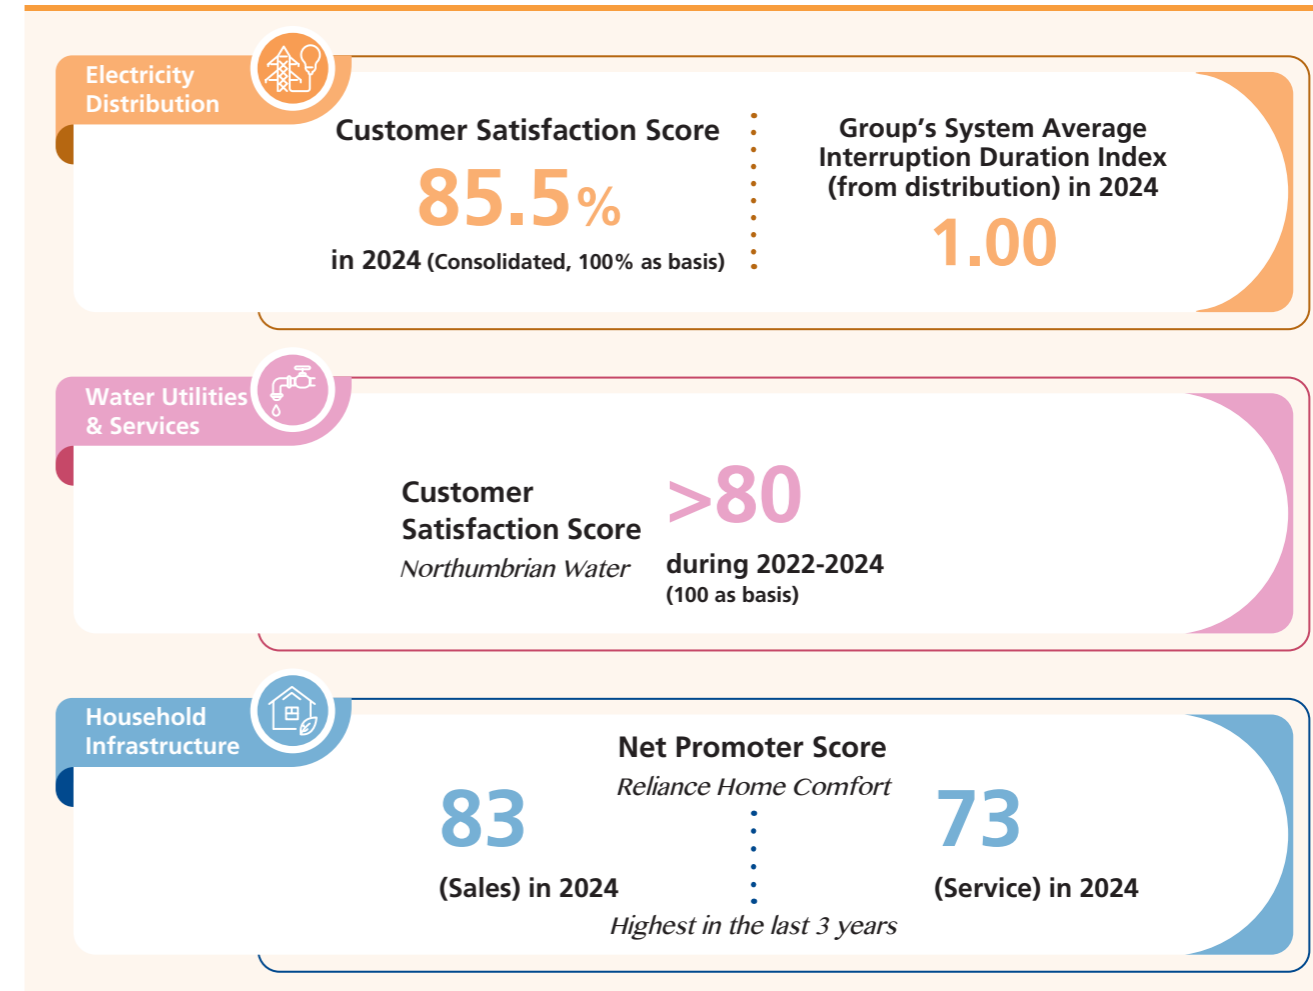 Electricity
Distribution
Customer Satisfaction Score
85.5%
in 2024 (Consolidated, 100% as basis)
Group’s System Average
Interruption Duration Index
(from distribution) in 2024
1.00
Water Utilities
& Services
Customer
Satisfaction Score
Northumbrian Water
>80
during 2022-2024
(100 as basis)
Household
Infrastructure
Net Promoter Score
Reliance Home Comfort
83
(Sales) in 2024
73
(Service) in 2024
Highest in the last 3 years